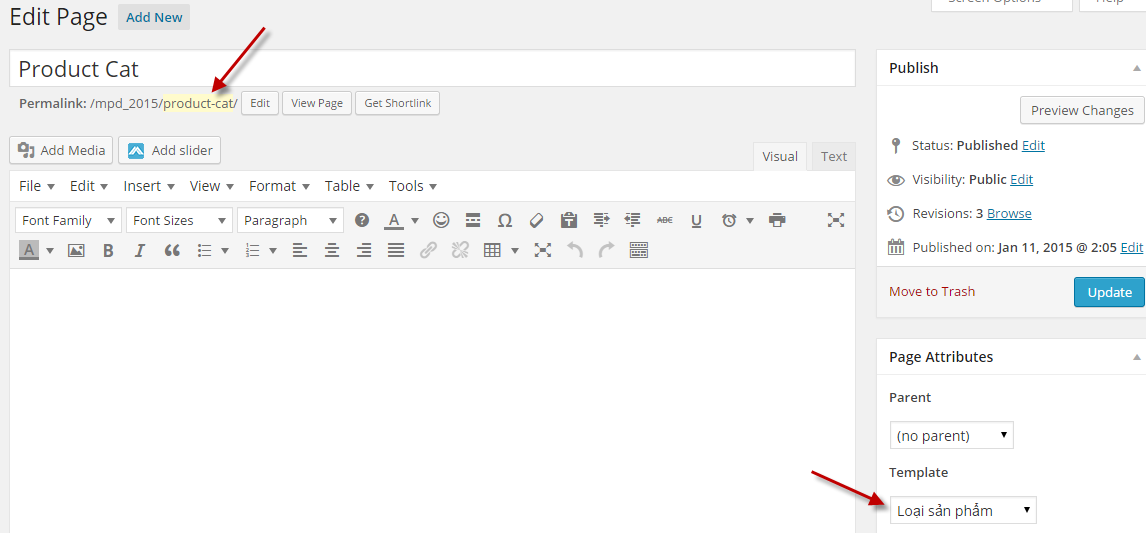 Edit Page Add New
Screen Options Help
Product Cat
Permalink: /mpd_2015/product-cat/ Edit View Page Get Shortlink
Add Media Add slider
Visual Text
File Edit Insert View Format Table Tools
Font Family Font Sizes Paragraph ? A Ω T ABC U
A B I
Publish
Preview Changes
Status: Published Edit
Visibility: Public Edit
Revisions: 3 Browse
Published on: Jan 11, 2015 @ 2:05 Edit
Move to Trash Update
Page Attributes
Parent
(no parent)
Template
Loại sản phẩm